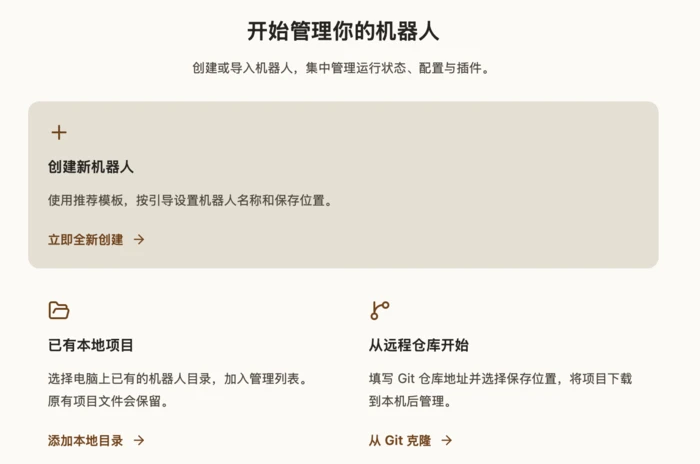 开始管理你的机器人
创建或导入机器人，集中管理运行状态、配置与插件。
创建新机器人
使用推荐模板，按引导设置机器人名称和保存位置。
立即全新创建 →
已有本地项目
选择电脑上已有的机器人目录，加入管理列表。
原有项目文件会保留。
添加本地目录 →
从远程仓库开始
填写 Git 仓库地址并选择保存位置，将项目下载
到本机后管理。
从 Git 克隆 →